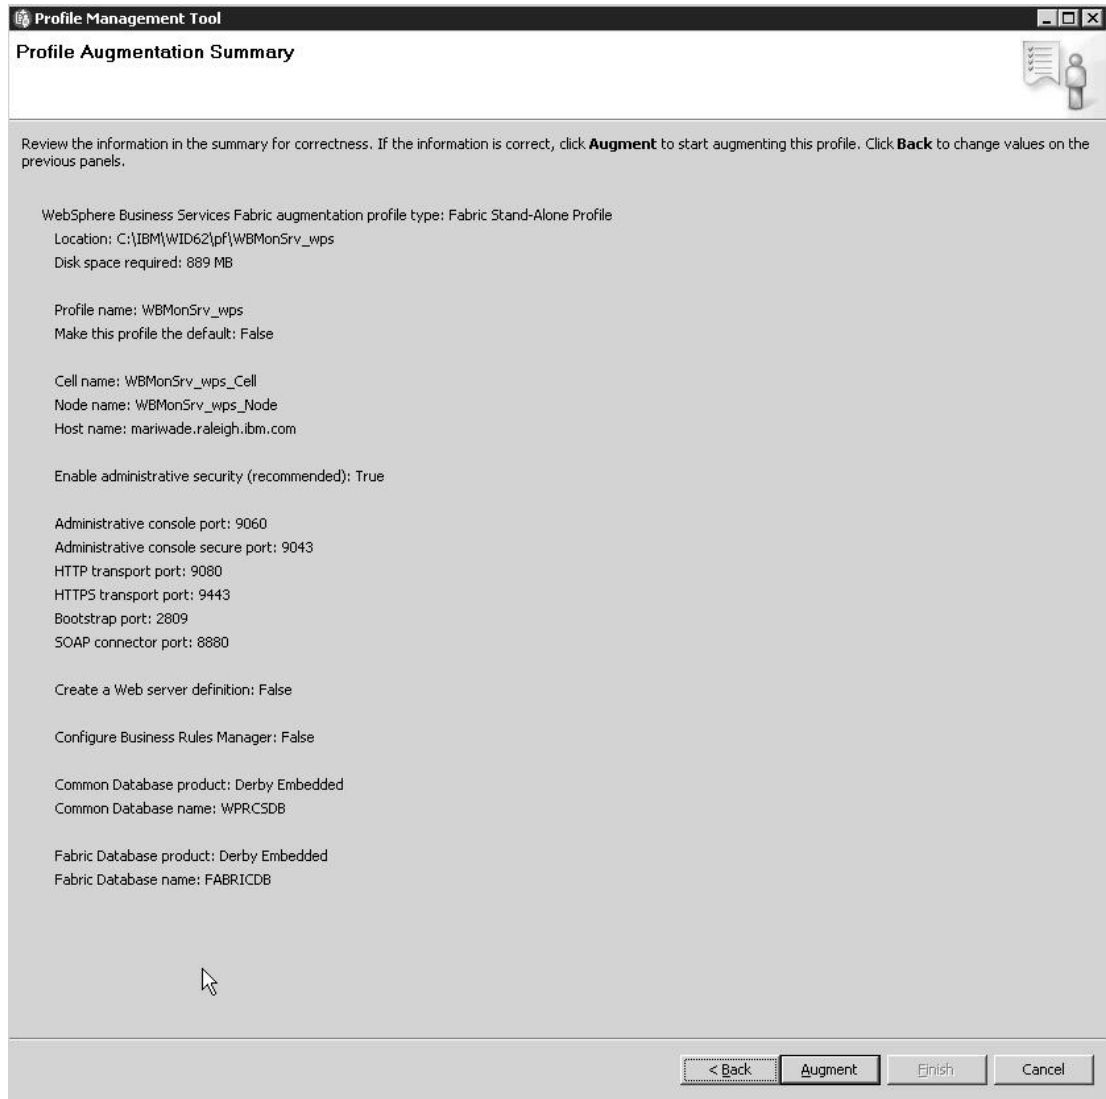 Profile Management Tool
Profile Augmentation Summary
Review the information in the summary for correctness. If the information is correct, click Augment to start augmenting this profile. Click Back to change values on the
previous panels.
WebSphere Business Services Fabric augmentation profile type: Fabric Stand-Alone Profile
Location: C:\IBM\WID62\pf\WBMonSrv_wps
Disk space required: 889 MB
Profile name: WBMonSrv_wps
Make this profile the default: False
Cell name: WBMonSrv_wps_Cell
Node name: WBMonSrv_wps_Node
Host name: mariwade.raleigh.ibm.com
Enable administrative security (recommended): True
Administrative console port: 9060
Administrative console secure port: 9043
HTTP transport port: 9080
HTTPS transport port: 9443
Bootstrap port: 2809
SOAP connector port: 8880
Create a Web server definition: False
Configure Business Rules Manager: False
Common Database product: Derby Embedded
Common Database name: WPRCSDB
Fabric Database product: Derby Embedded
Fabric Database name: FABRICDB
< Back Augment Finish Cancel